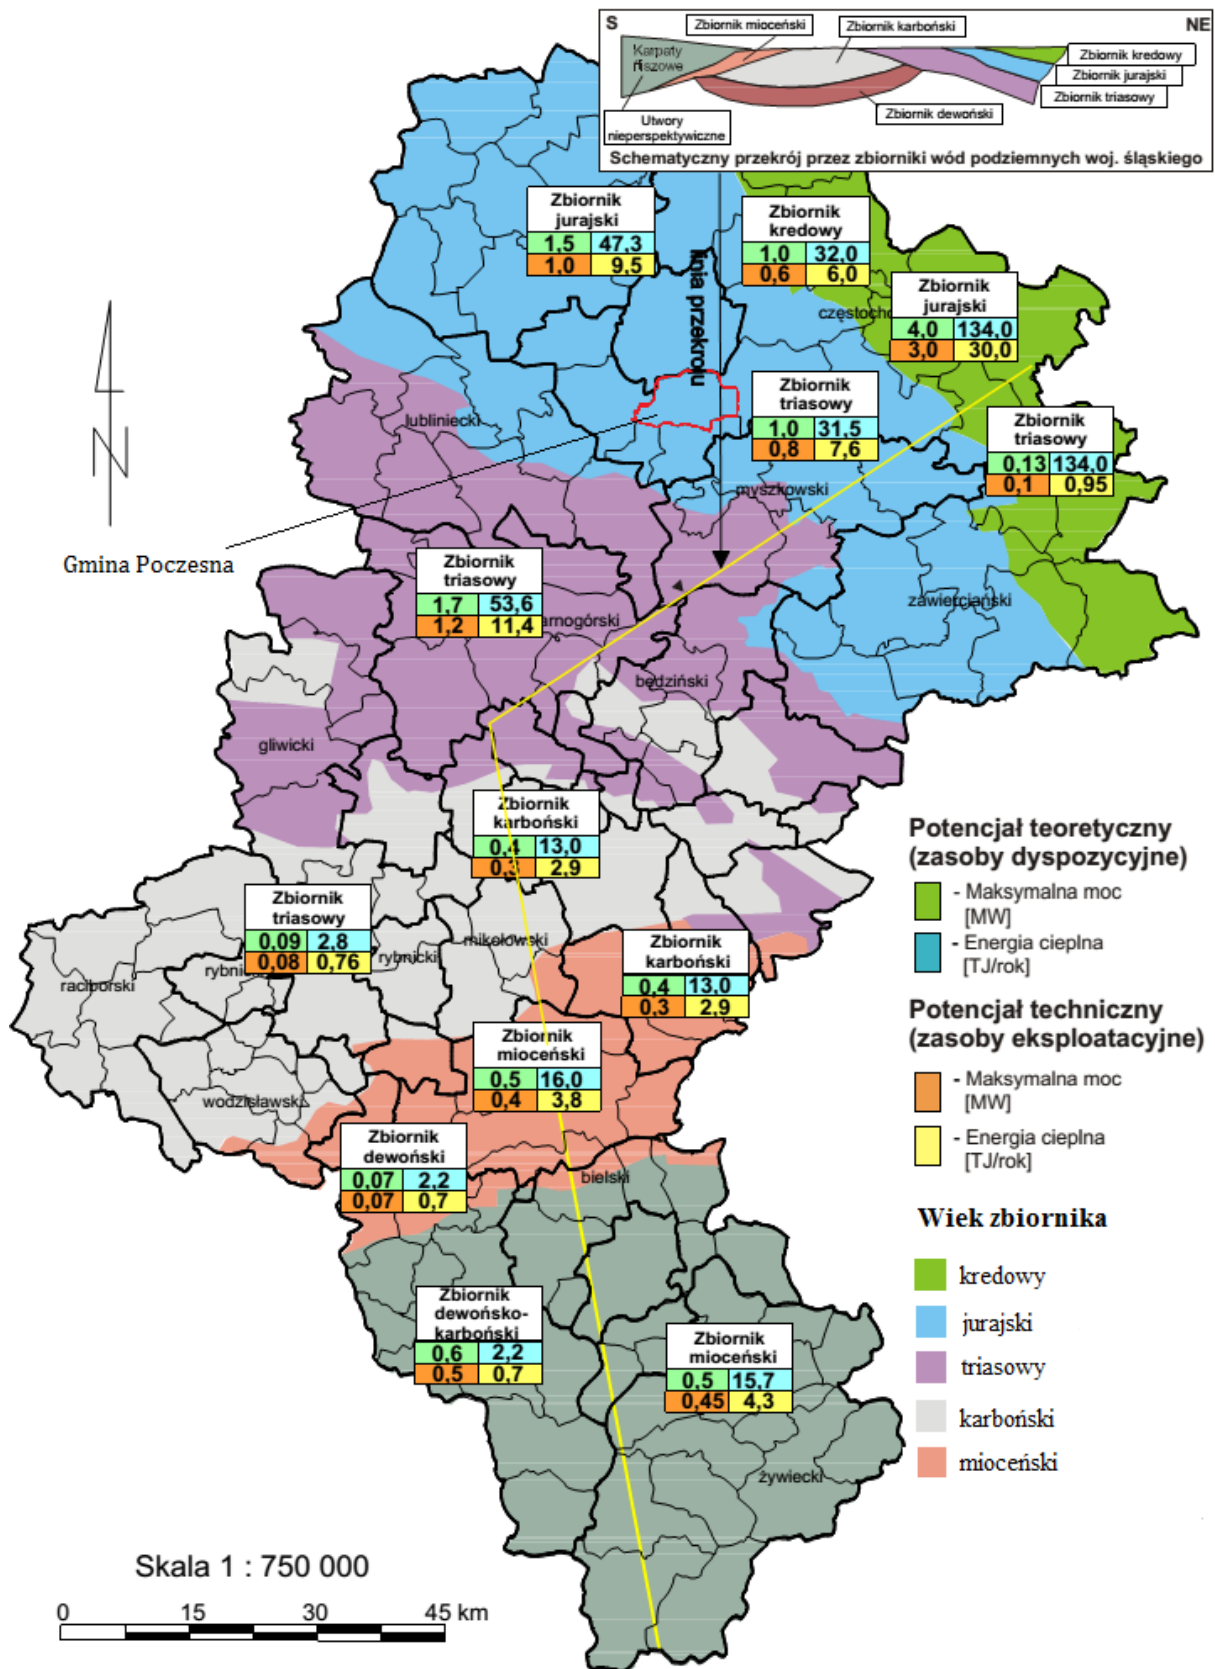 S
NE
Zbiornik mioceński
Zbiornik karboński
Karpaty
fliszowe
Zbiornik kredowy
Zbiornik jurajski
Zbiornik triasowy
Zbiornik dewoński
Utwory
nieperspektywiczne
Schematyczny przekrój przez zbiorniki wód podziemnych woj. śląskiego
Zbiornik
jurajski
1,5 47,3
1,0 9,5
Zbiornik
kredowy
1,0 32,0
0,6 6,0
linia przekroju
Zbiornik
jurajski
4,0 134,0
3,0 30,0
częstocho
Zbiornik
triasowy
1,0 31,5
0,8 7,6
lubliniecki
Zbiornik
triasowy
0,13 134,0
0,1 0,95
myszkowski
N
Gmina Poczesna
Zbiornik
triasowy
1,7 53,6
1,2 11,4
arnogórski
zawierciański
będziński
gliwicki
Zbiornik
karboński
0,4 13,0
0,3 2,9
Potencjał teoretyczny
(zasoby dyspozycyjne)
- Maksymalna moc
[MW]
- Energia cieplna
[TJ/rok]
Zbiornik
triasowy
0,09 2,8
0,08 0,76
raciborski
rybni
rybnicki
mikołowski
Zbiornik
karboński
0,4 13,0
0,3 2,9
Potencjał techniczny
(zasoby eksploatacyjne)
- Maksymalna moc
[MW]
- Energia cieplna
[TJ/rok]
Zbiornik
mioceński
0,5 16,0
0,4 3,8
wodzisławski
Zbiornik
dewoński
0,07 2,2
0,07 0,7
bielski
Wiek zbiornika
kredowy
jurajski
triasowy
karboński
mioceński
Zbiornik
dewońsko-
karboński
0,6 2,2
0,5 0,7
Zbiornik
mioceński
0,5 15,7
0,45 4,3
żywiecki
Skala 1 : 750 000
0 15 30 45 km